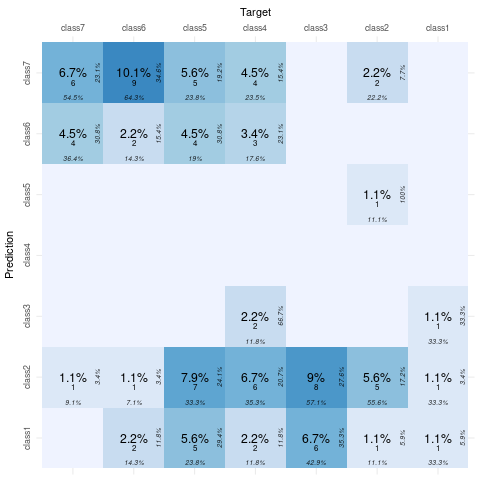 Target
class7 class6 class5 class4 class3 class2 class1
Prediction
class7
6.7% 6 23.1% 54.5%
10.1% 9 34.6% 64.3%
5.6% 5 19.2% 23.8%
4.5% 4 15.4% 23.5%
2.2% 2 7.7% 22.2%
class6
4.5% 4 30.8% 36.4%
2.2% 2 15.4% 14.3%
4.5% 4 30.8% 19%
3.4% 3 23.1% 17.6%
class5
1.1% 1 100% 11.1%
class4
class3
2.2% 2 66.7% 11.8%
1.1% 1 33.3% 33.3%
class2
1.1% 1 3.4% 9.1%
1.1% 1 3.4% 7.1%
7.9% 7 24.1% 33.3%
6.7% 6 20.7% 35.3%
9% 8 27.6% 57.1%
5.6% 5 17.2% 55.6%
1.1% 1 3.4% 33.3%
class1
2.2% 2 11.8% 14.3%
5.6% 5 29.4% 23.8%
2.2% 2 11.8% 11.8%
6.7% 6 35.3% 42.9%
1.1% 1 5.9% 11.1%
1.1% 1 5.9% 33.3%